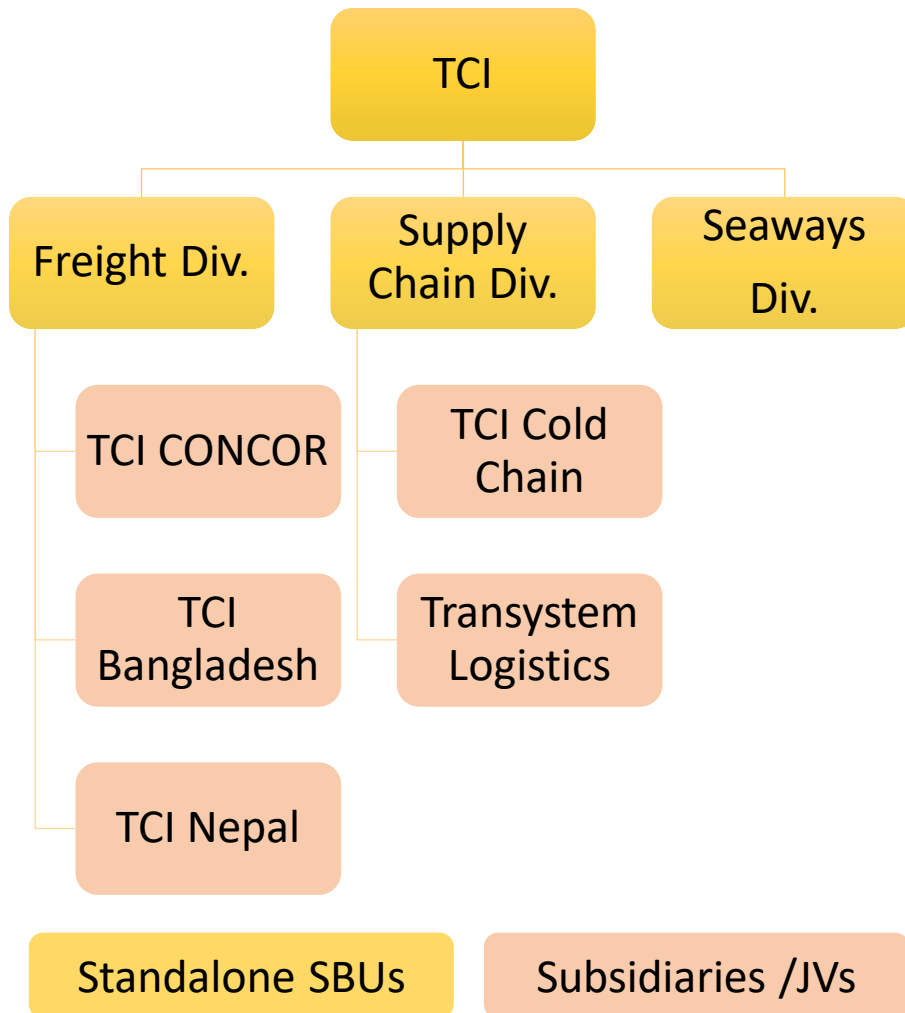 TCI
Freight Div.
Supply
Chain Div.
Seaways
Div.
TCI CONCOR
TCI
Bangladesh
TCI Nepal
TCI Cold
Chain
Transystem
Logistics
Standalone SBUs
Subsidiaries /JVs